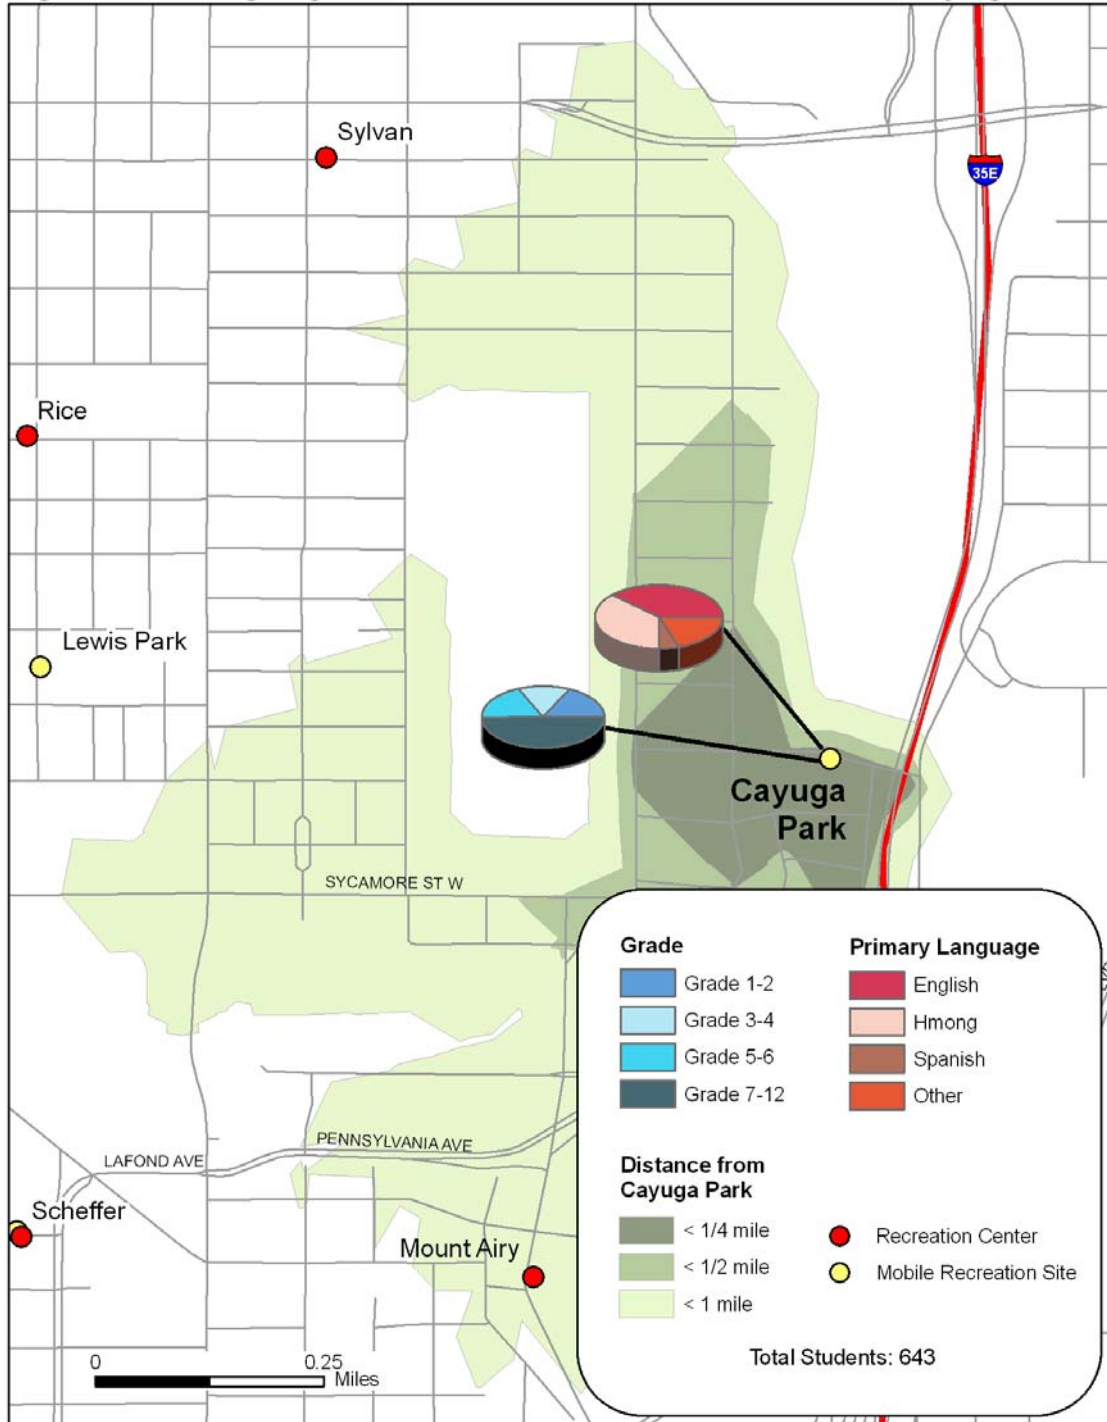 Sylvan
35E
Rice
Lewis Park
Cayuga
Park
SYCAMORE ST W
Grade
Grade 1-2
Grade 3-4
Grade 5-6
Grade 7-12
Primary Language
English
Hmong
Spanish
Other
PENNSYLVANIA AVE
LAFOND AVE
Scheffer
Mount Airy
Distance from
Cayuga Park
< 1/4 mile
< 1/2 mile
< 1 mile
Recreation Center
Mobile Recreation Site
Total Students: 643
0
0.25
Miles